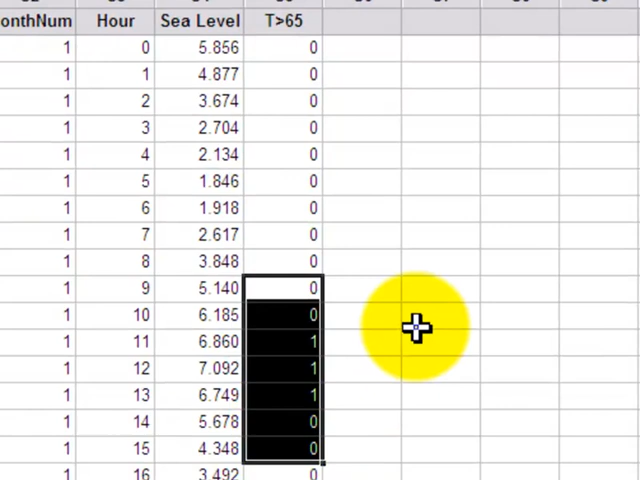 onthNum Hour Sea Level T>65
1 0 5.856 0
1 1 4.877 0
1 2 3.674 0
1 3 2.704 0
1 4 2.134 0
1 5 1.846 0
1 6 1.918 0
1 7 2.617 0
1 8 3.848 0
1 9 5.140 0
1 10 6.185 0
1 11 6.860 1
1 12 7.092 1
1 13 6.749 1
1 14 5.678 0
1 15 4.348 0
1 16 3.492 0